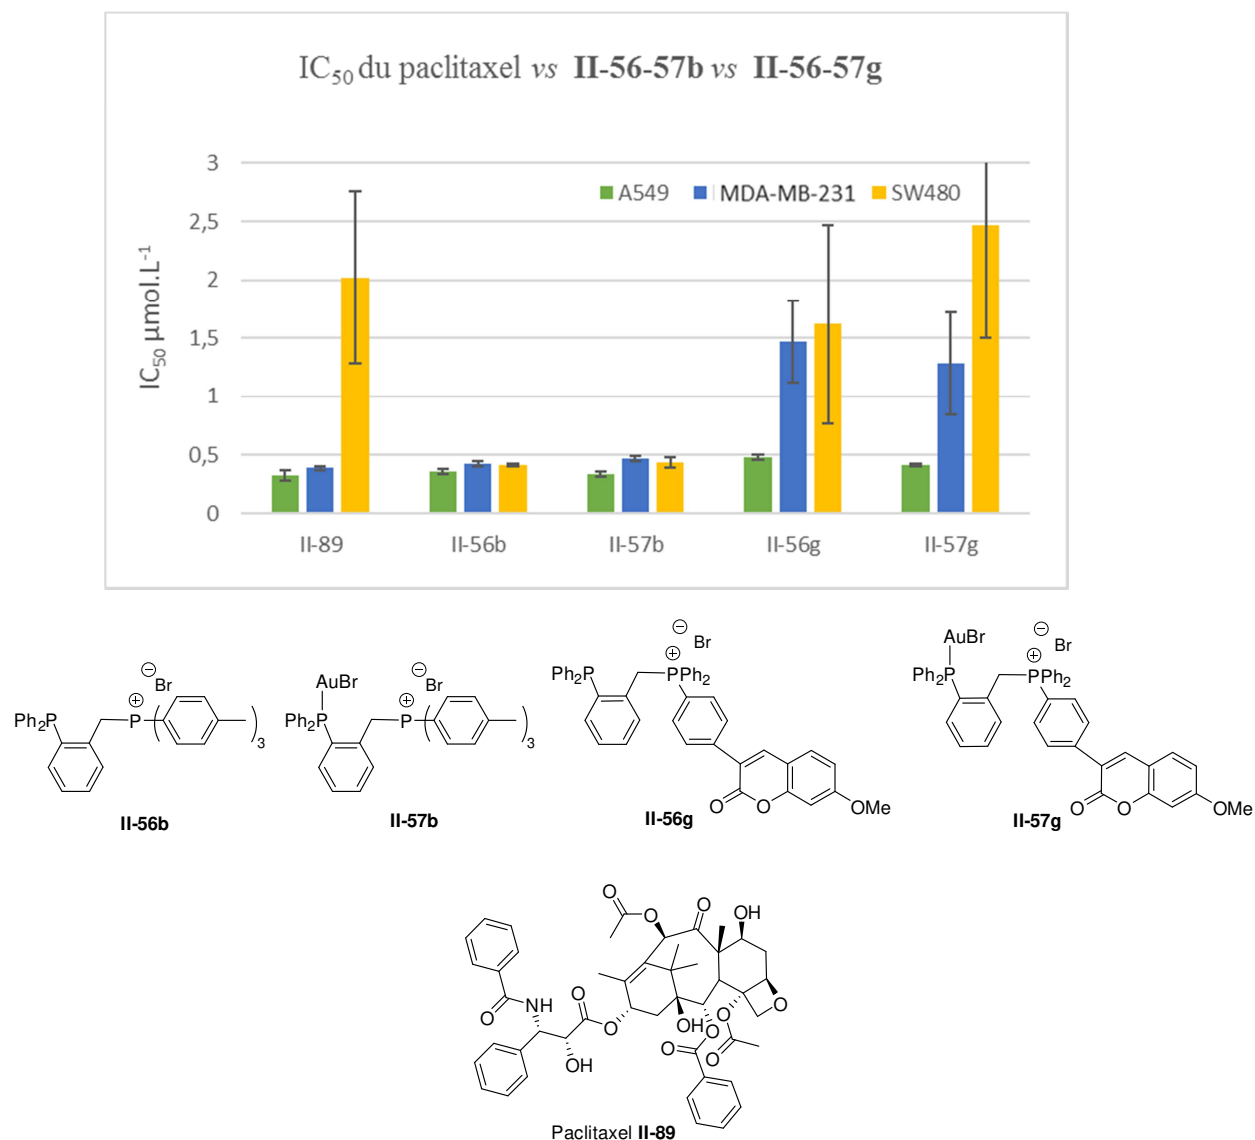 IC50 du paclitaxel vs II-56-57b vs II-56-57g
A549 MDA-MB-231 SW480
IC50 µmol.L-1
3
2,5
2
1,5
1
0,5
0
II-89 II-56b II-57b II-56g II-57g
Ph2P
P
+
−
Br
3
II-56b
AuBr
Ph2P
P
+
−
Br
3
II-57b
Ph2P
PPh2
+
−
Br
O
O
OMe
II-56g
AuBr
Ph2P
PPh2
+
−
Br
O
O
OMe
II-57g
O
O
O
OH
O
NH
O
OH
O
O
OH
O
O
O
O
O
Paclitaxel II-89